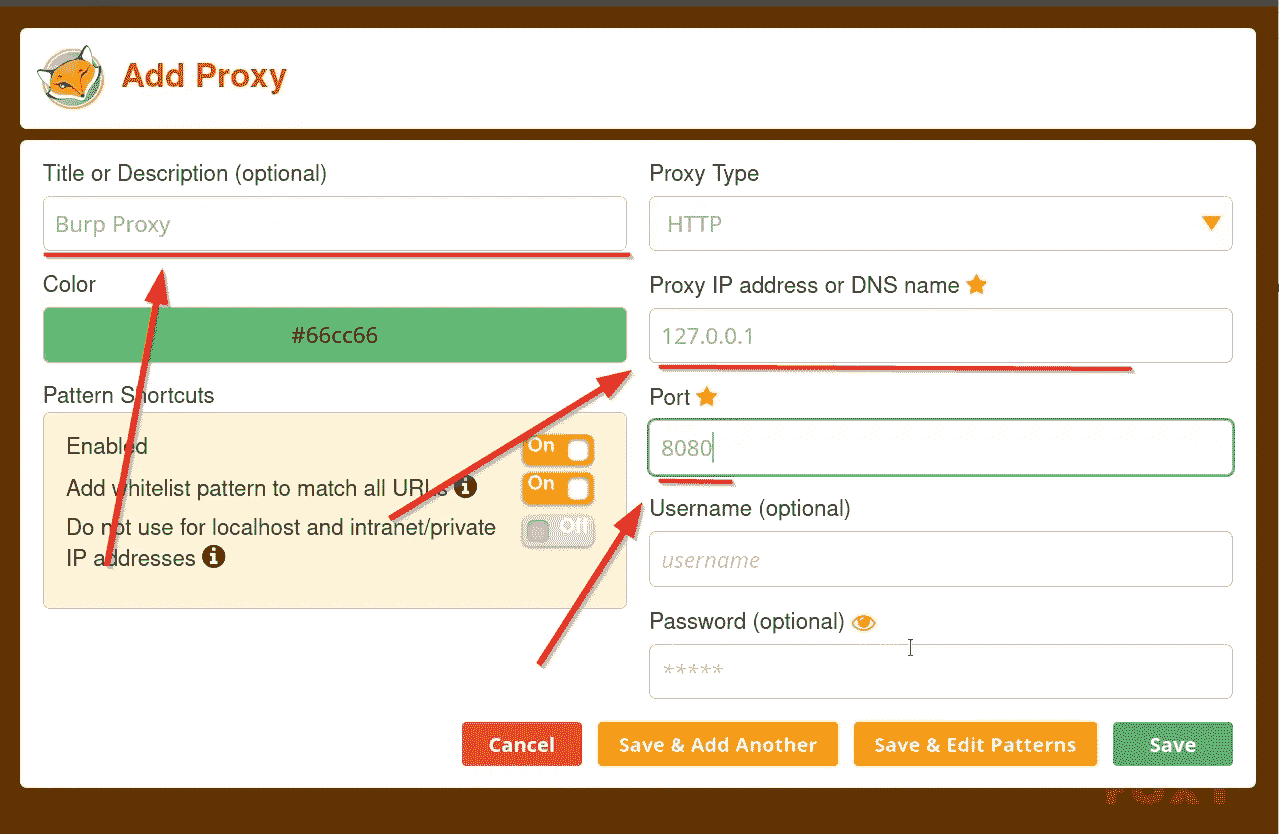 Add Proxy
Title or Description (optional)
Burp Proxy
Color
#66cc66
Pattern Shortcuts
Enabled
On
Add whitelist pattern to match all URLs
On
Do not use for localhost and intranet/private
IP addresses
Off
Proxy Type
HTTP
Proxy IP address or DNS name
127.0.0.1
Port
8080
Username (optional)
username
Password (optional)
*****
Cancel
Save & Add Another
Save & Edit Patterns
Save